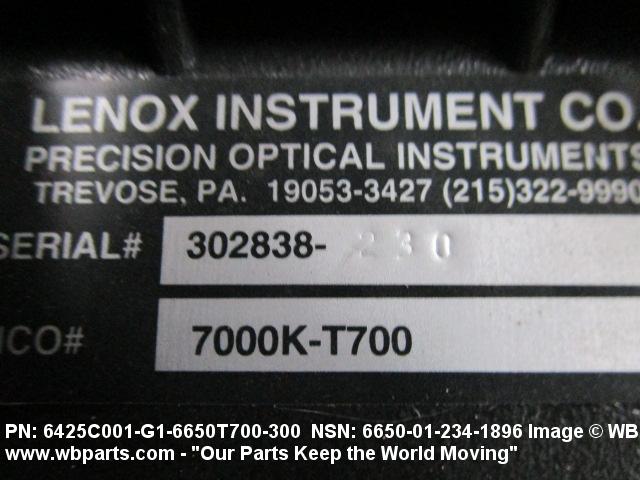 LENOX INSTRUMENT CO.
PRECISION OPTICAL INSTRUMENTS
TREVOSE, PA. 19053-3427 (215)322-9990
SERIAL# 302838-230
7000K-T700
PN: 6425C001-G1-6650T700-300 NSN: 6650-01-234-1896 Image © WB
www.wbparts.com - "Our Parts Keep the World Moving"